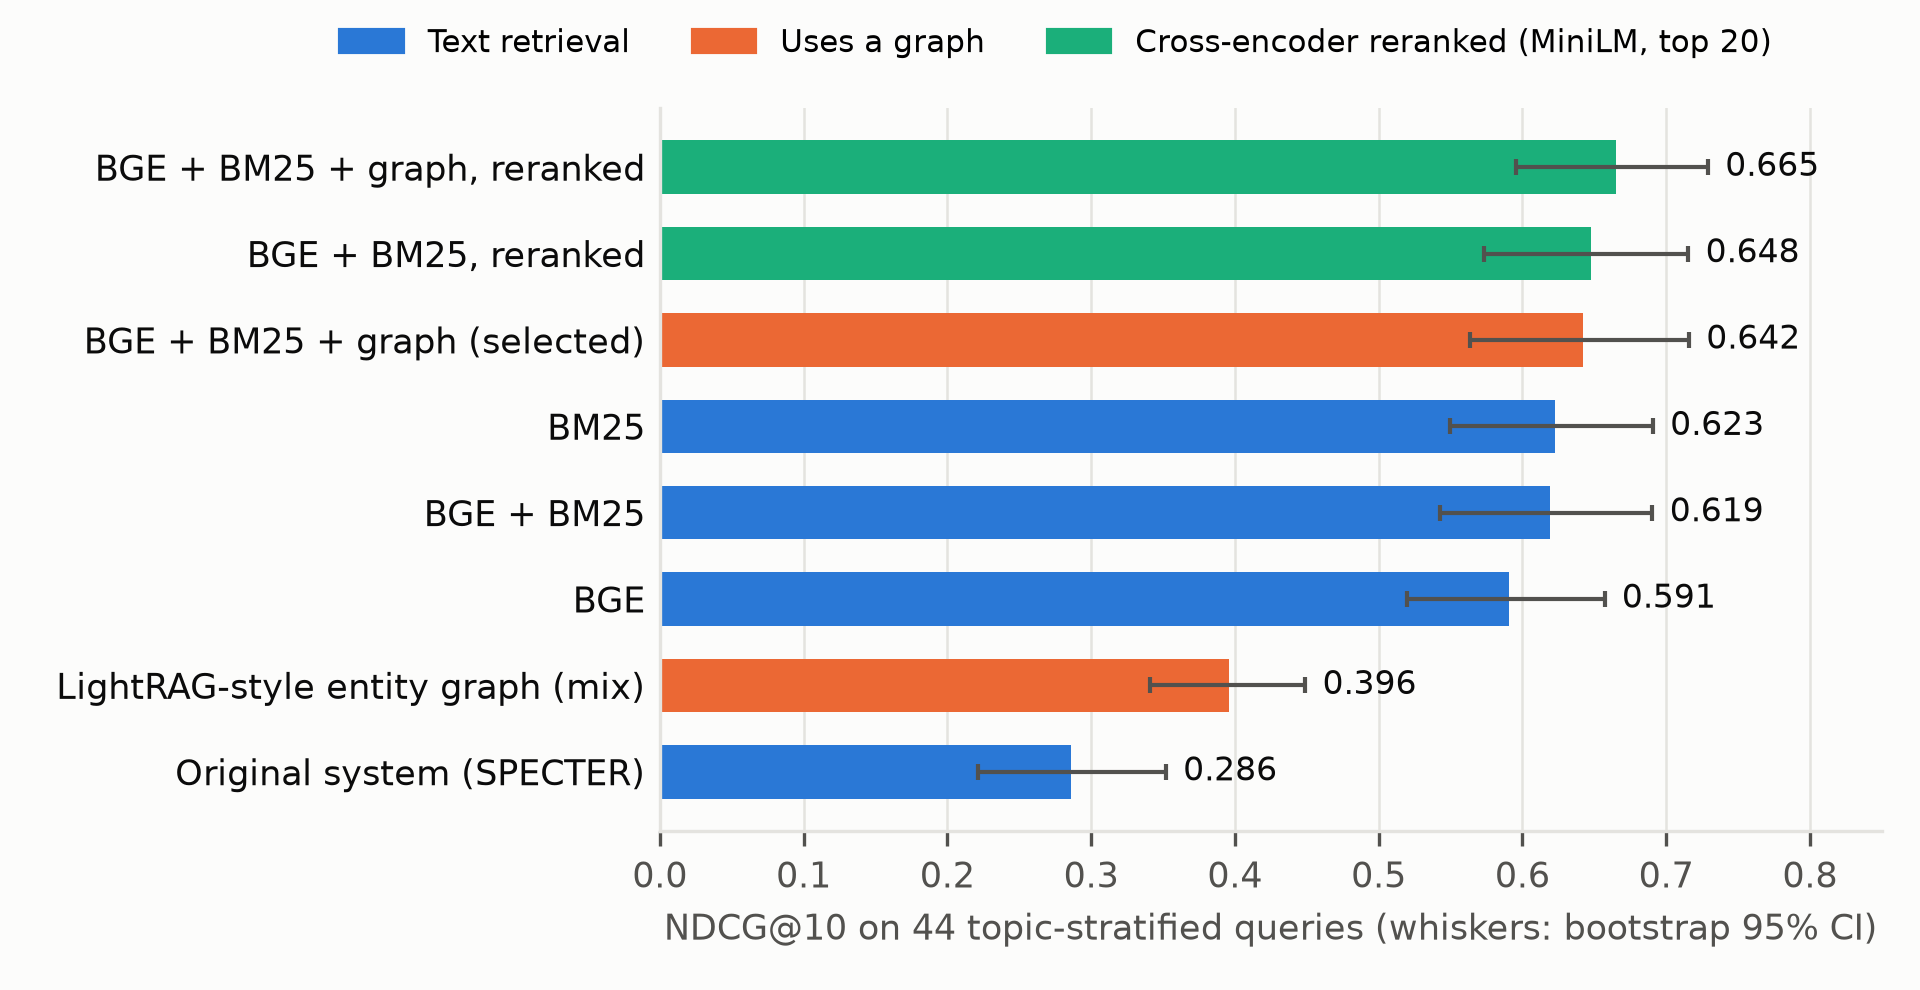 Text retrieval Uses a graph Cross-encoder reranked (MiniLM, top 20)
BGE + BM25 + graph, reranked 0.665
BGE + BM25, reranked 0.648
BGE + BM25 + graph (selected) 0.642
BM25 0.623
BGE + BM25 0.619
BGE 0.591
LightRAG-style entity graph (mix) 0.396
Original system (SPECTER) 0.286
0.0 0.1 0.2 0.3 0.4 0.5 0.6 0.7 0.8
NDCG@10 on 44 topic-stratified queries (whiskers: bootstrap 95% CI)